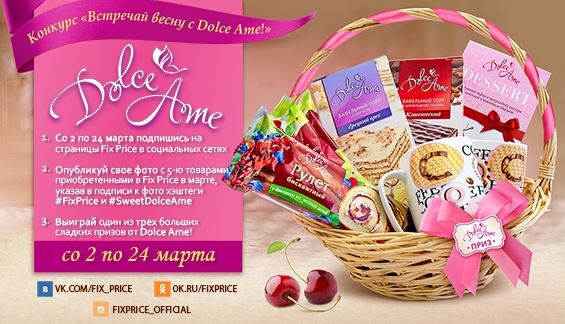 Конкурс «Встречай весну с Dolce Ame!»
Dolce
Ame
1. Со 2 по 24 марта подпишись на
страницы Fix Price в социальных сетях
2. Опубликуй свое фото с 5-ю товарами,
приобретенными в Fix Price в марте,
указав в подписи к фото хэштеги
#FixPrice и #SweetDolceAme
3. Выиграй один из трех больших
сладких призов от Dolce Ame!
со 2 по 24 марта
VK.COM/FIX_PRICE
OK.RU/FIXPRICE
FIXPRICE_OFFICIAL
Dolce Ame
ВАФЕЛЬНЫЙ ТОРТ
Грецкий орех
Dolce Ame
ВАФЕЛЬНЫЙ ТОРТ
Классический
Dolce Ame
DESSERT
Рулет
бисквитный
COFFEE
Dolce
Ame
ПРИЗ